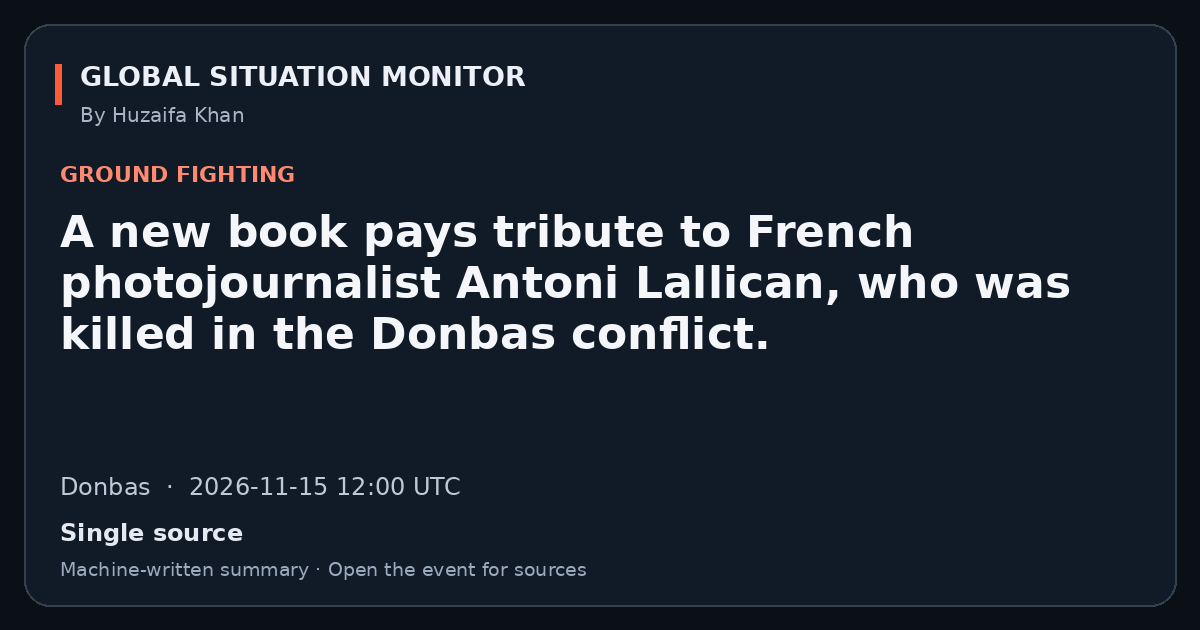 GLOBAL SITUATION MONITOR
By Huzaifa Khan
GROUND FIGHTING
A new book pays tribute to French
photojournalist Antoni Lallican, who was
killed in the Donbas conflict.
Donbas · 2026-11-15 12:00 UTC
Single source
Machine-written summary · Open the event for sources